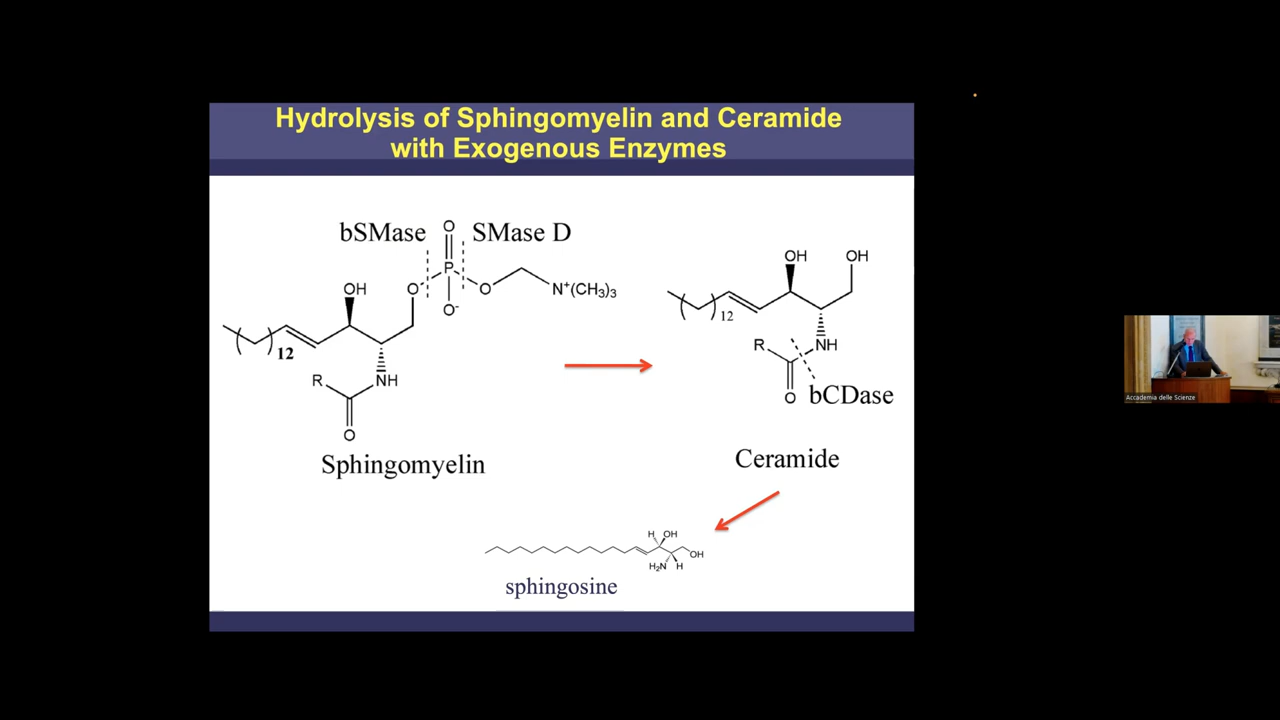 Hydrolysis of Sphingomyelin and Ceramide
with Exogenous Enzymes
bSMase
SMase D
O
P
O
O
O-
N+(CH3)3
OH
( )12
R
NH
O
Sphingomyelin
OH
OH
( )12
R
NH
O
bCDase
Ceramide
H
OH
OH
H2N
H
sphingosine
Accademia delle Scienze